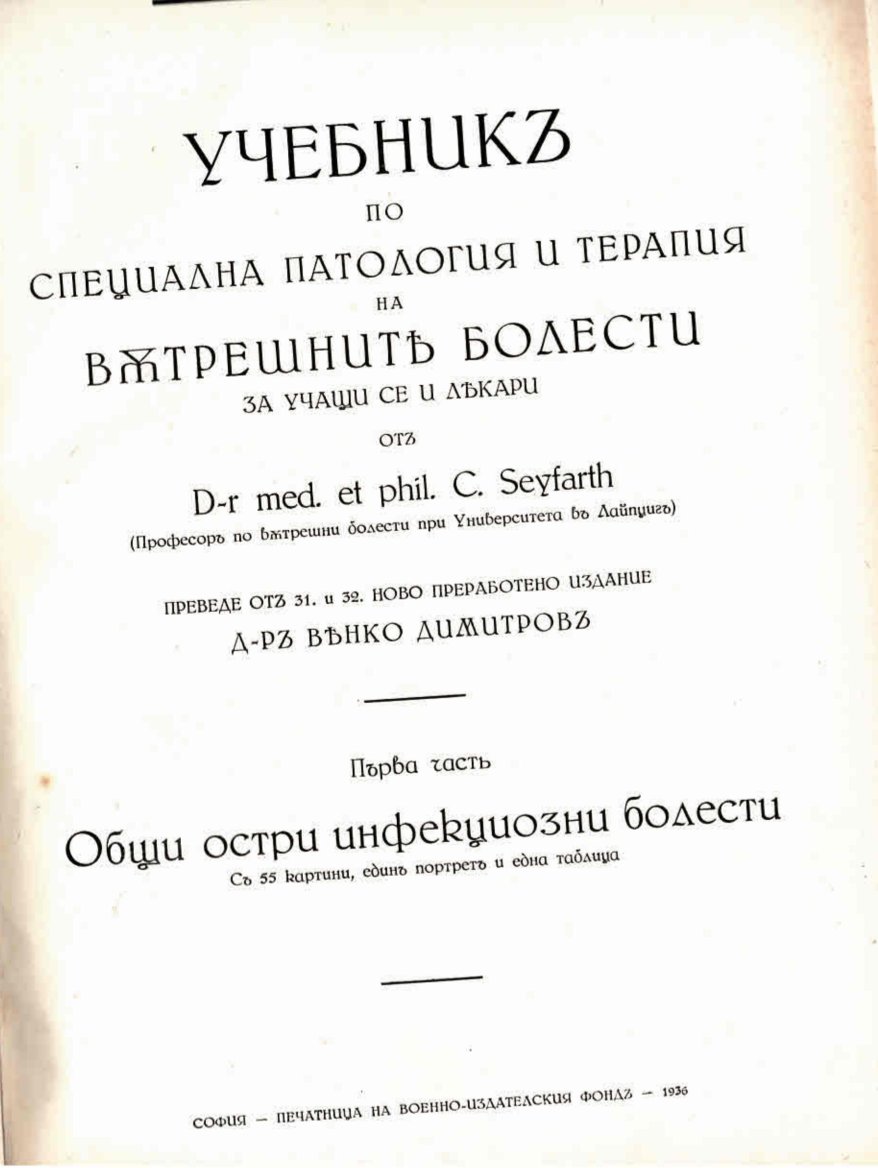 УЧЕБНИКЪ
ПО
СПЕЦИАЛНА ПАТОЛОГИЯ И ТЕРАПИЯ
НА
ВѪТРЕШНИТѢ БОЛЕСТИ
ЗА УЧАЩИ СЕ И ЛѢКАРИ
ОТЪ
D-r med. et phil. C. Seyfarth
(Професоръ по вѫтрешни болести при Университета въ Лайпцигъ)
ПРЕВЕДЕ ОТЪ 31. и 32. НОВО ПРЕРАБОТЕНО ИЗДАНИЕ
Д-РЪ ВѢНКО ДИМИТРОВЪ
Първа часть
Общи остри инфекциозни болести
Съ 55 картини, единъ портретъ и една таблица
СОФИЯ — ПЕЧАТНИЦА НА ВОЕННО-ИЗДАТЕЛСКИЯ ФОНДЪ — 1936